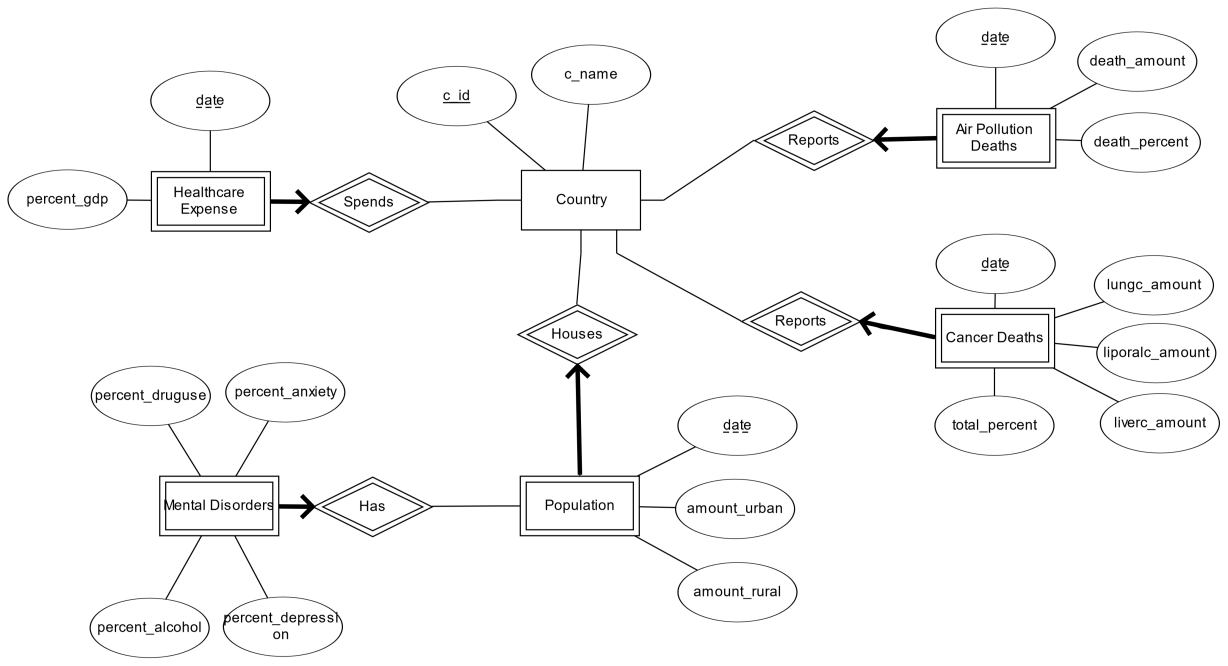 date
death_amount
c_name
c_id
date
Air Pollution
Deaths
Reports
death_percent
Healthcare
Expense
percent_gdp
Spends
Country
date
lungc_amount
Reports
Houses
Cancer Deaths
liporalc_amount
percent_druguse
percent_anxiety
date
total_percent
liverc_amount
Mental Disorders
Has
Population
amount_urban
amount_rural
percent_alcohol
percent_depressi
on